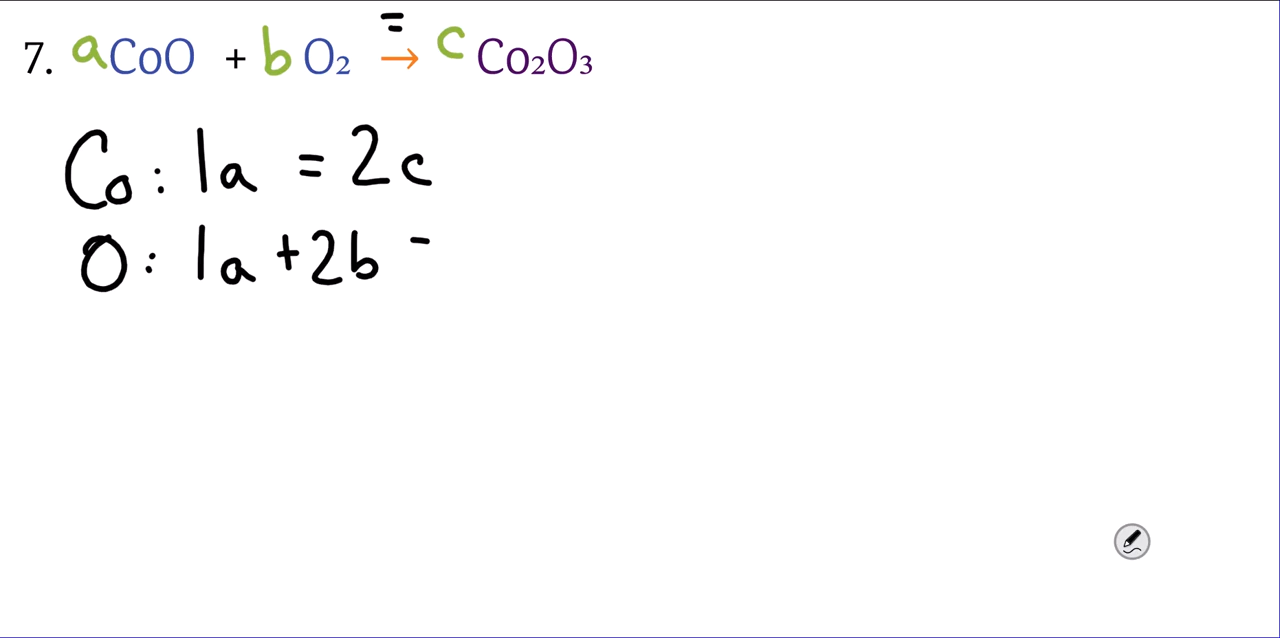 7. aCoO + b O₂ →= c Co₂O₃
Co: 1a = 2c
O: 1a + 2b -